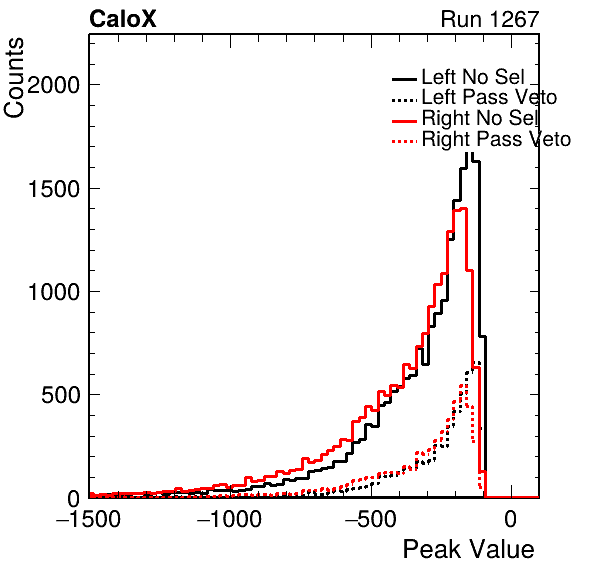 CaloX Run 1267
Counts
Left No Sel
Left Pass Veto
Right No Sel
Right Pass Veto
2000
1500
1000
500
0
−1500 −1000 −500 0
Peak Value